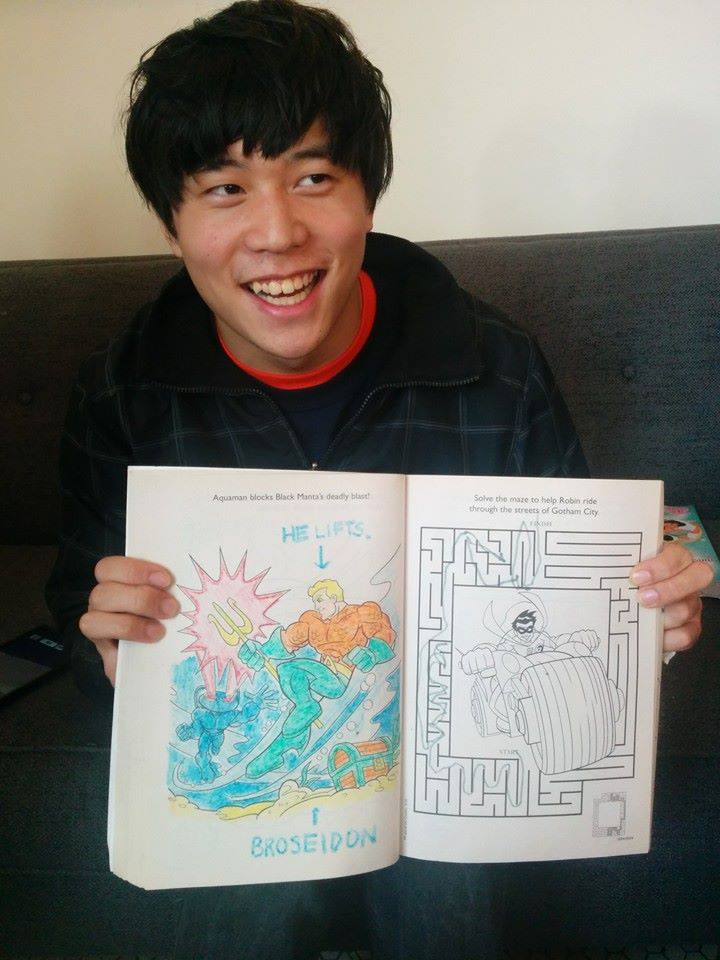 Aquaman blocks Black Manta's deadly blast!
HE LIFTS.
BROSEIDON
Solve the maze to help Robin ride
through the streets of Gotham City.
FINISH
START